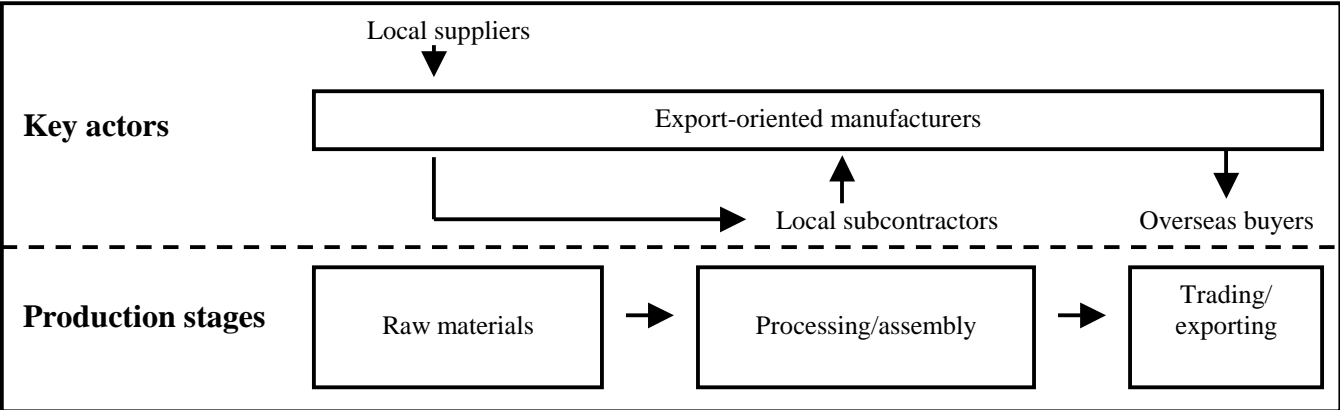 Local suppliers
Key actors
Export-oriented manufacturers
Local subcontractors
Overseas buyers
Production stages
Raw materials
Processing/assembly
Trading/
exporting